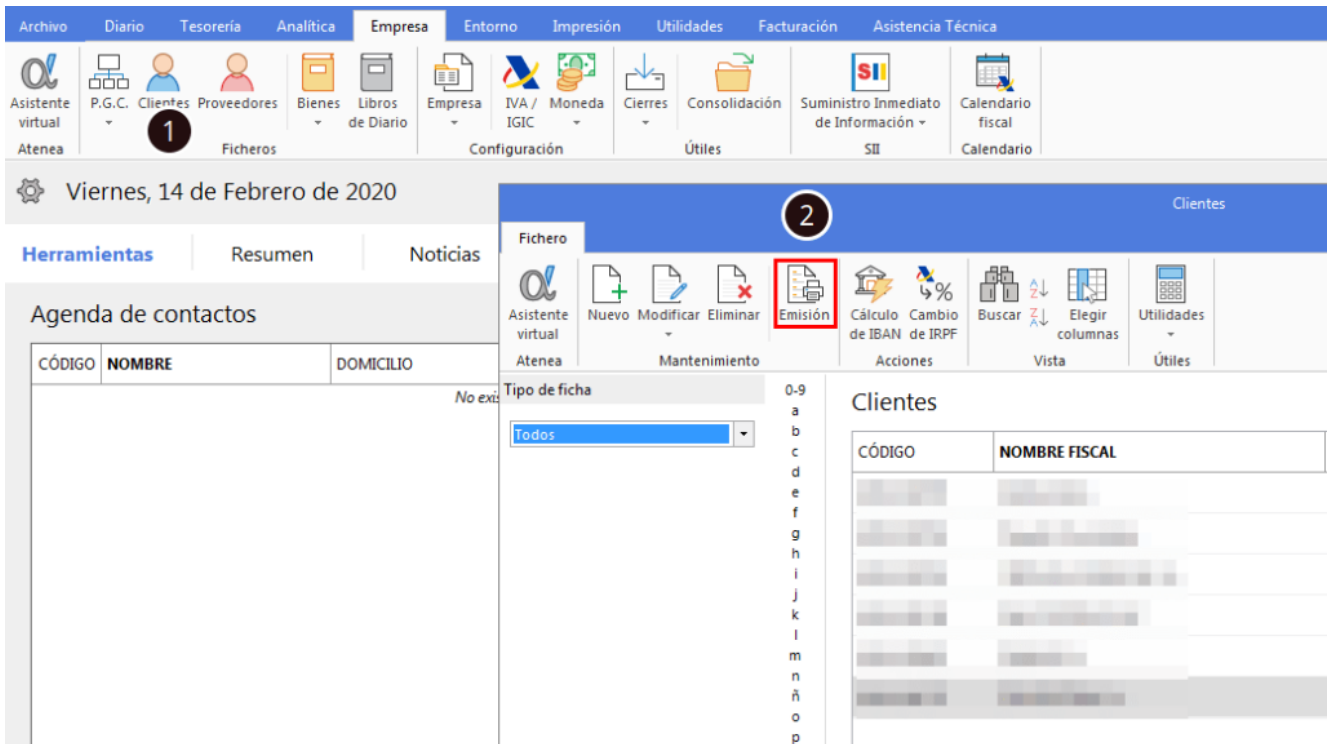 Archivo Diario Tesorería Analítica Empresa Entorno Impresión Utilidades Facturación Asistencia Técnica
Asistente virtual
P.G.C.
Clientes
Proveedores
Bienes
Libros de Diario
Empresa
IVA / IGIC
Moneda
Cierres
Consolidación
SII
Suministro Inmediato de Información
Calendario fiscal
1
Atenea Ficheros Configuración Útiles SII Calendario
Viernes, 14 de Febrero de 2020
Herramientas Resumen Noticias
Agenda de contactos
CÓDIGO NOMBRE DOMICILIO
No exis
Clientes
2
Fichero
Asistente virtual
Nuevo
Modificar
Eliminar
Emisión
Cálculo de IBAN
%
Cambio de IRPF
Buscar
A
Z
Z
A
Elegir columnas
Utilidades
Atenea Mantenimiento Acciones Vista Útiles
Tipo de ficha
Todos
0-9
a
b
c
d
e
f
g
h
i
j
k
l
m
n
ñ
o
p
Clientes
CÓDIGO NOMBRE FISCAL